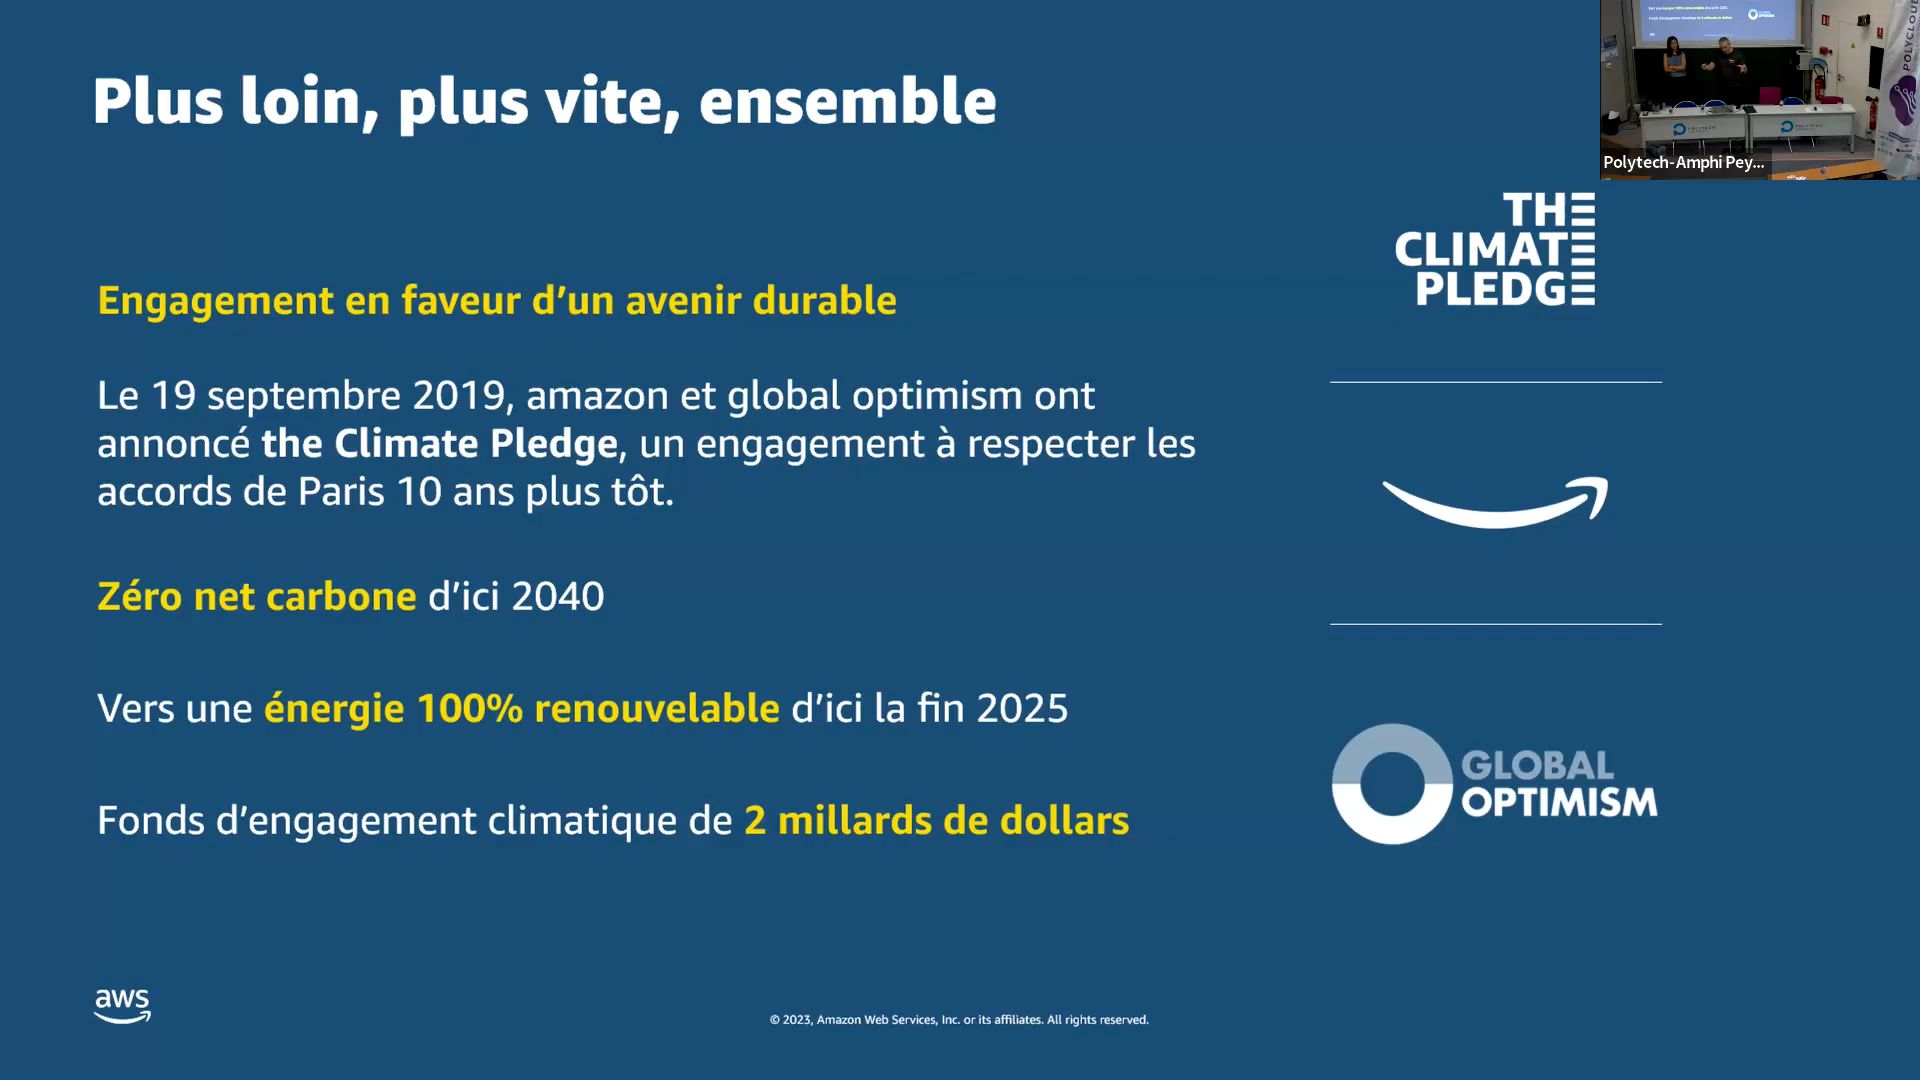 Plus loin, plus vite, ensemble
Polytech-Amphi Pey...
THE
CLIMATE
PLEDGE
Engagement en faveur d’un avenir durable
Le 19 septembre 2019, amazon et global optimism ont
annoncé the Climate Pledge, un engagement à respecter les
accords de Paris 10 ans plus tôt.
Zéro net carbone d’ici 2040
Vers une énergie 100% renouvelable d’ici la fin 2025
GLOBAL
OPTIMISM
Fonds d’engagement climatique de 2 millards de dollars
aws
© 2023, Amazon Web Services, Inc. or its affiliates. All rights reserved.
POLYTECH
POLYTECH
POLYCLOUD